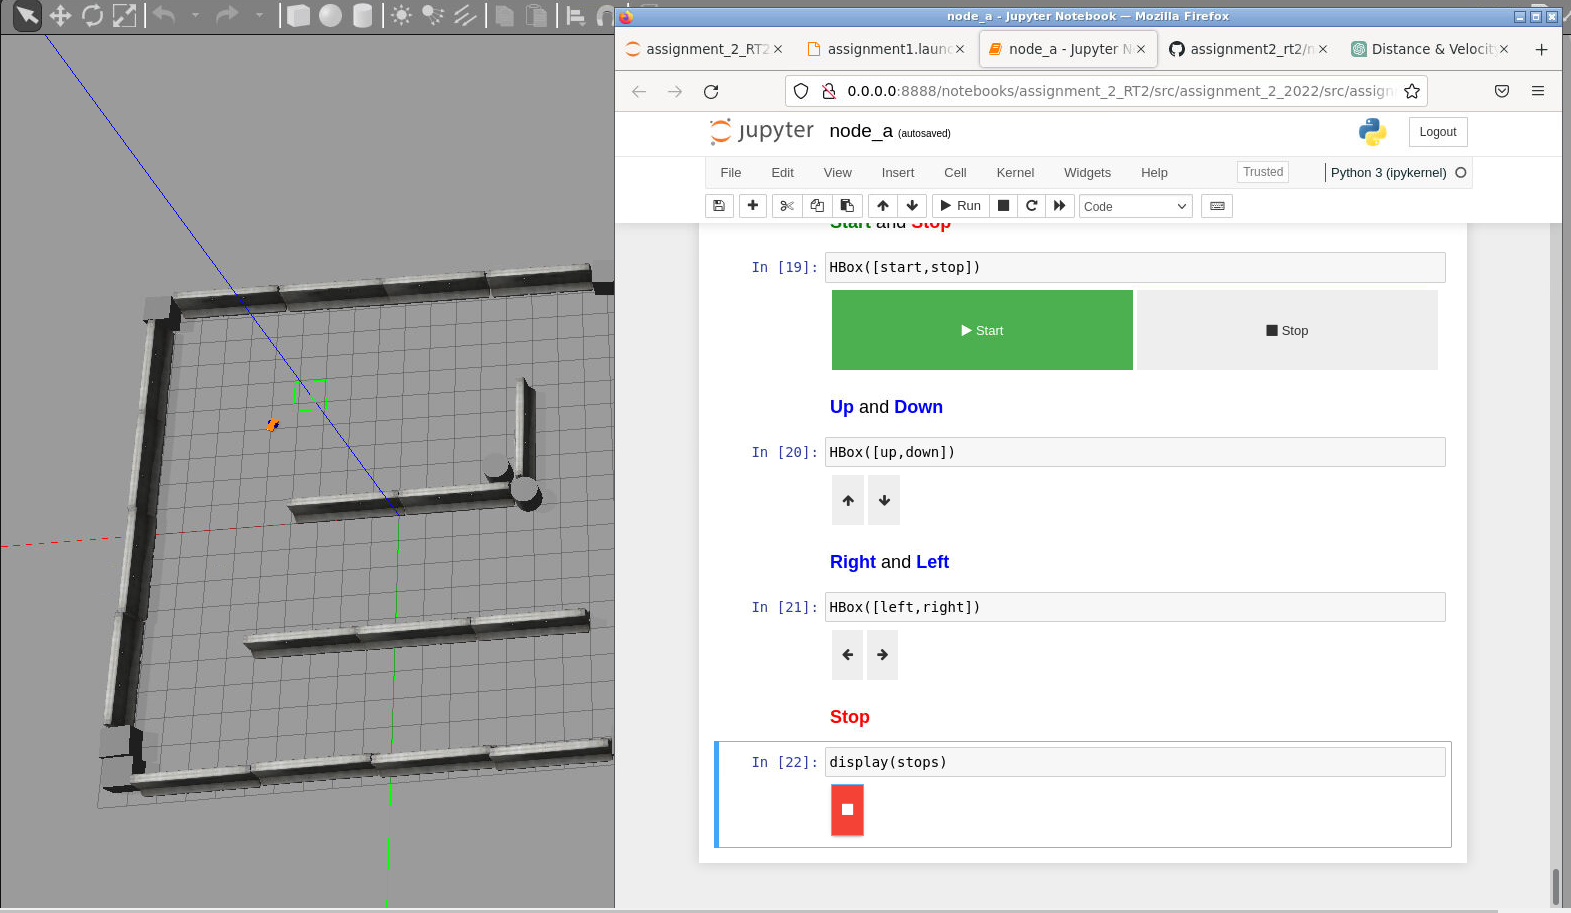 node_a - Jupyter Notebook — Mozilla Firefox
assignment_2_RT2
assignment1.launc
node_a - Jupyter N
assignment2_rt2/n
Distance & Velocity
0.0.0.0:8888/notebooks/assignment_2_RT2/src/assignment_2_2022/src/assign
jupyter node_a (autosaved)
Logout
File Edit View Insert Cell Kernel Widgets Help
Trusted
Python 3 (ipykernel)
Run
Code
Start and Stop
In [19]: HBox([start,stop])
Start
Stop
Up and Down
In [20]: HBox([up,down])
Right and Left
In [21]: HBox([left,right])
Stop
In [22]: display(stops)